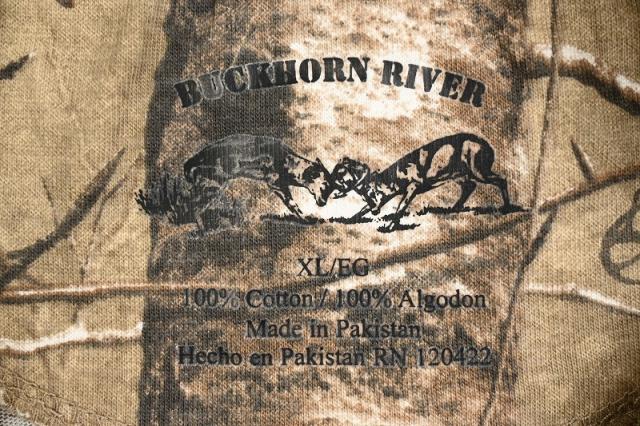 BUCKHORN RIVER
XL/EG
100% Cotton / 100% Algodon
Made in Pakistan
Hecho en Pakistan RN 120422